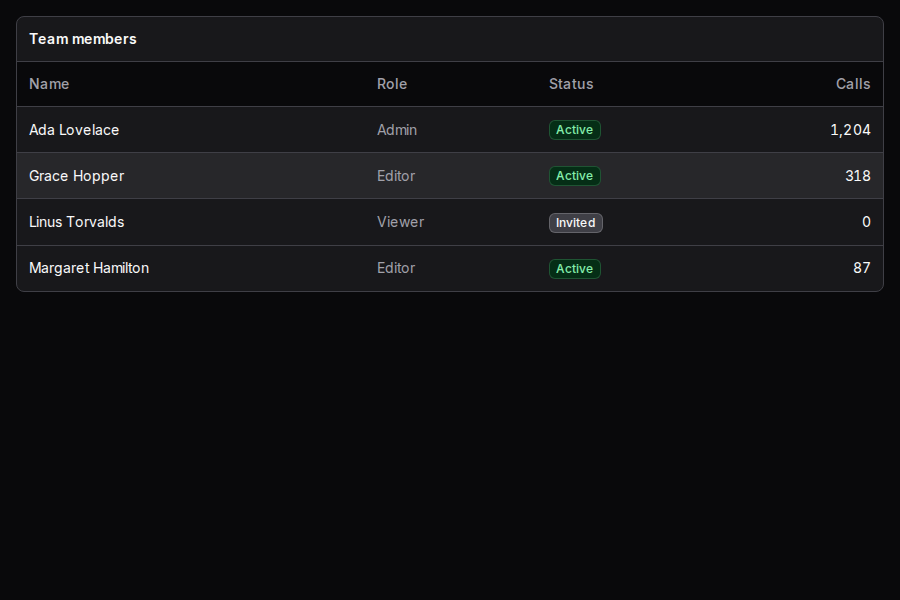 Team members
Name Role Status Calls
Ada Lovelace Admin Active 1,204
Grace Hopper Editor Active 318
Linus Torvalds Viewer Invited 0
Margaret Hamilton Editor Active 87